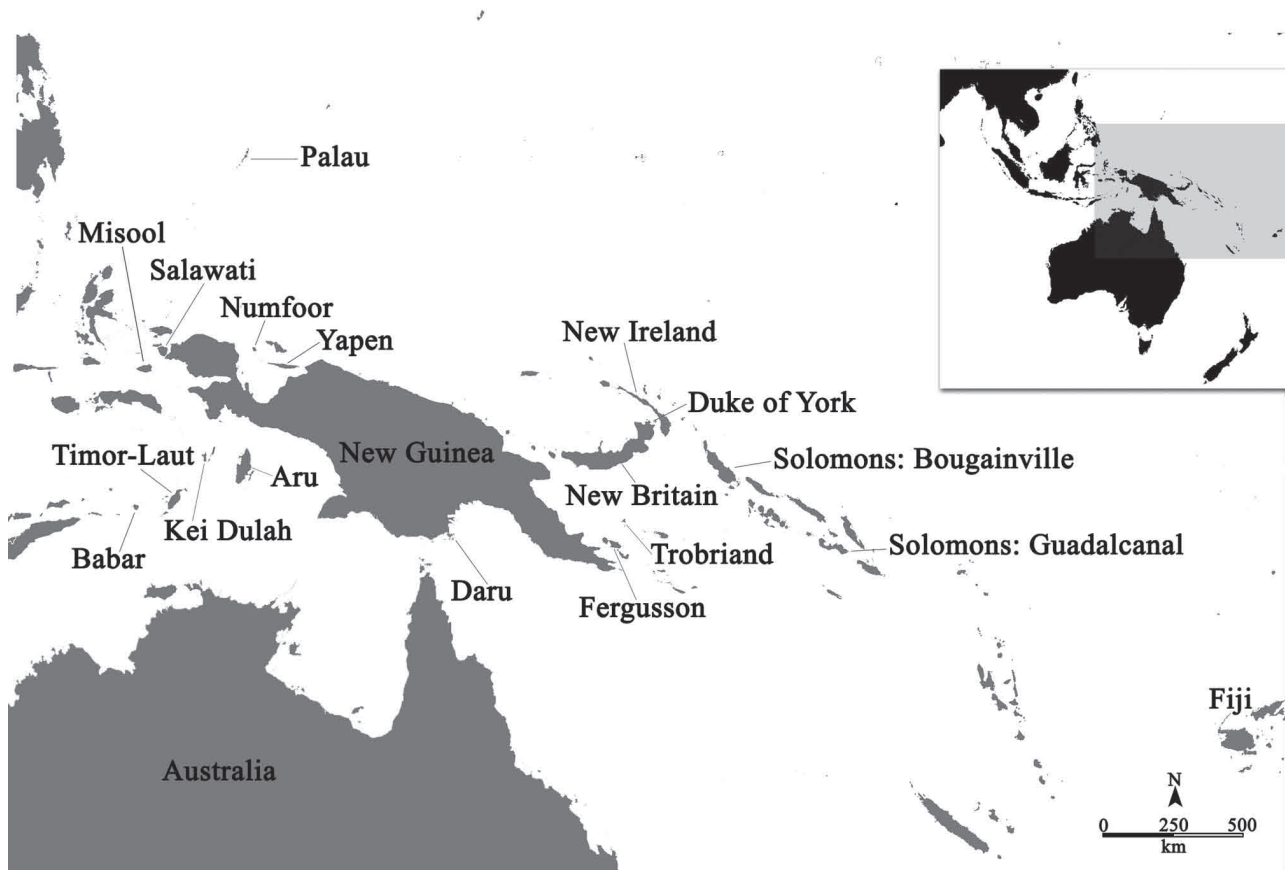 Palau
Misool
Salawati
Numfoor
Yapen
New Ireland
Duke of York
New Guinea
Timor-Laut
Aru
Solomons: Bougainville
New Britain
Kei Dulah
Babar
Trobriand
Solomons: Guadalcanal
Daru
Fergusson
Fiji
Australia
N
0 250 500
km